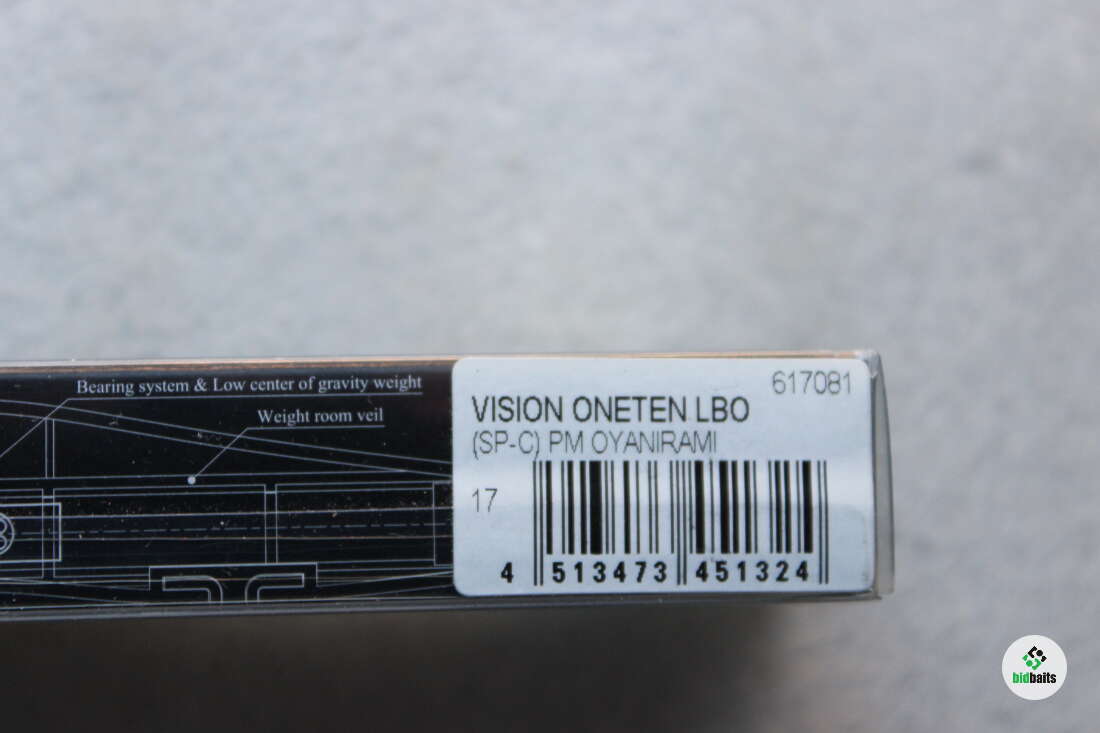 Bearing system & Low center of gravity weight
Weight room veil
617081
VISION ONETEN LBO
(SP-C) PM OYANIRAMI
17
4 513473 451324
bidbaits